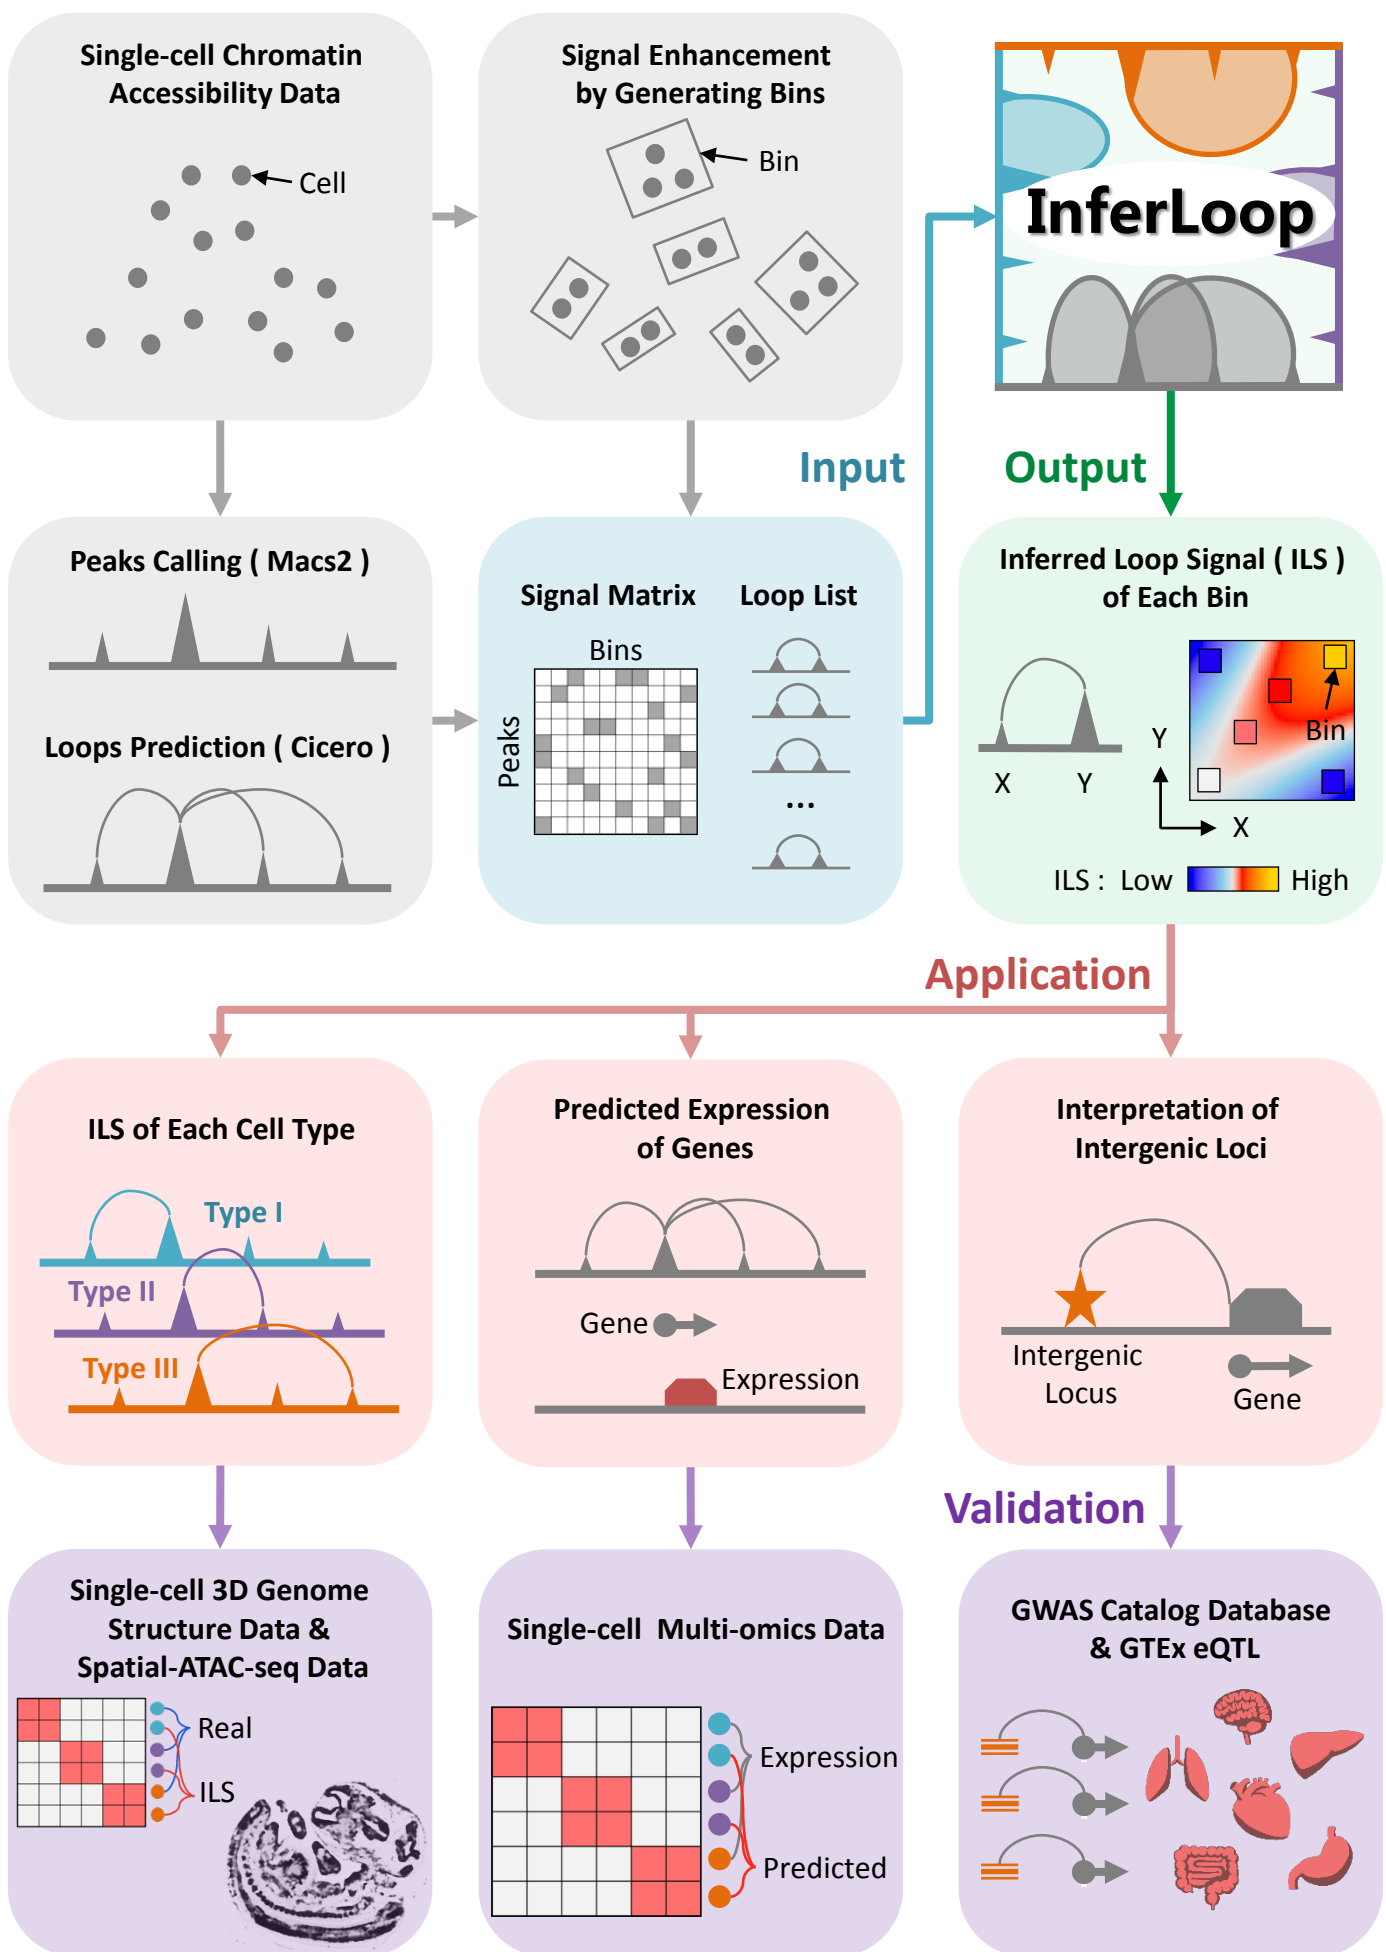 Single-cell Chromatin
Accessibility Data
Cell
Signal Enhancement
by Generating Bins
Bin
InferLoop
Input
Output
Peaks Calling ( Macs2 )
Loops Prediction ( Cicero )
Signal Matrix
Loop List
Bins
Peaks
...
Inferred Loop Signal ( ILS )
of Each Bin
Bin
Y
X
Y
X
ILS : Low
High
Application
ILS of Each Cell Type
Type I
Type II
Type III
Predicted Expression
of Genes
Gene
Expression
Interpretation of
Intergenic Loci
Intergenic
Locus
Gene
Validation
Single-cell 3D Genome
Structure Data &
Spatial-ATAC-seq Data
Real
ILS
Single-cell Multi-omics Data
Expression
Predicted
GWAS Catalog Database
& GTEx eQTL